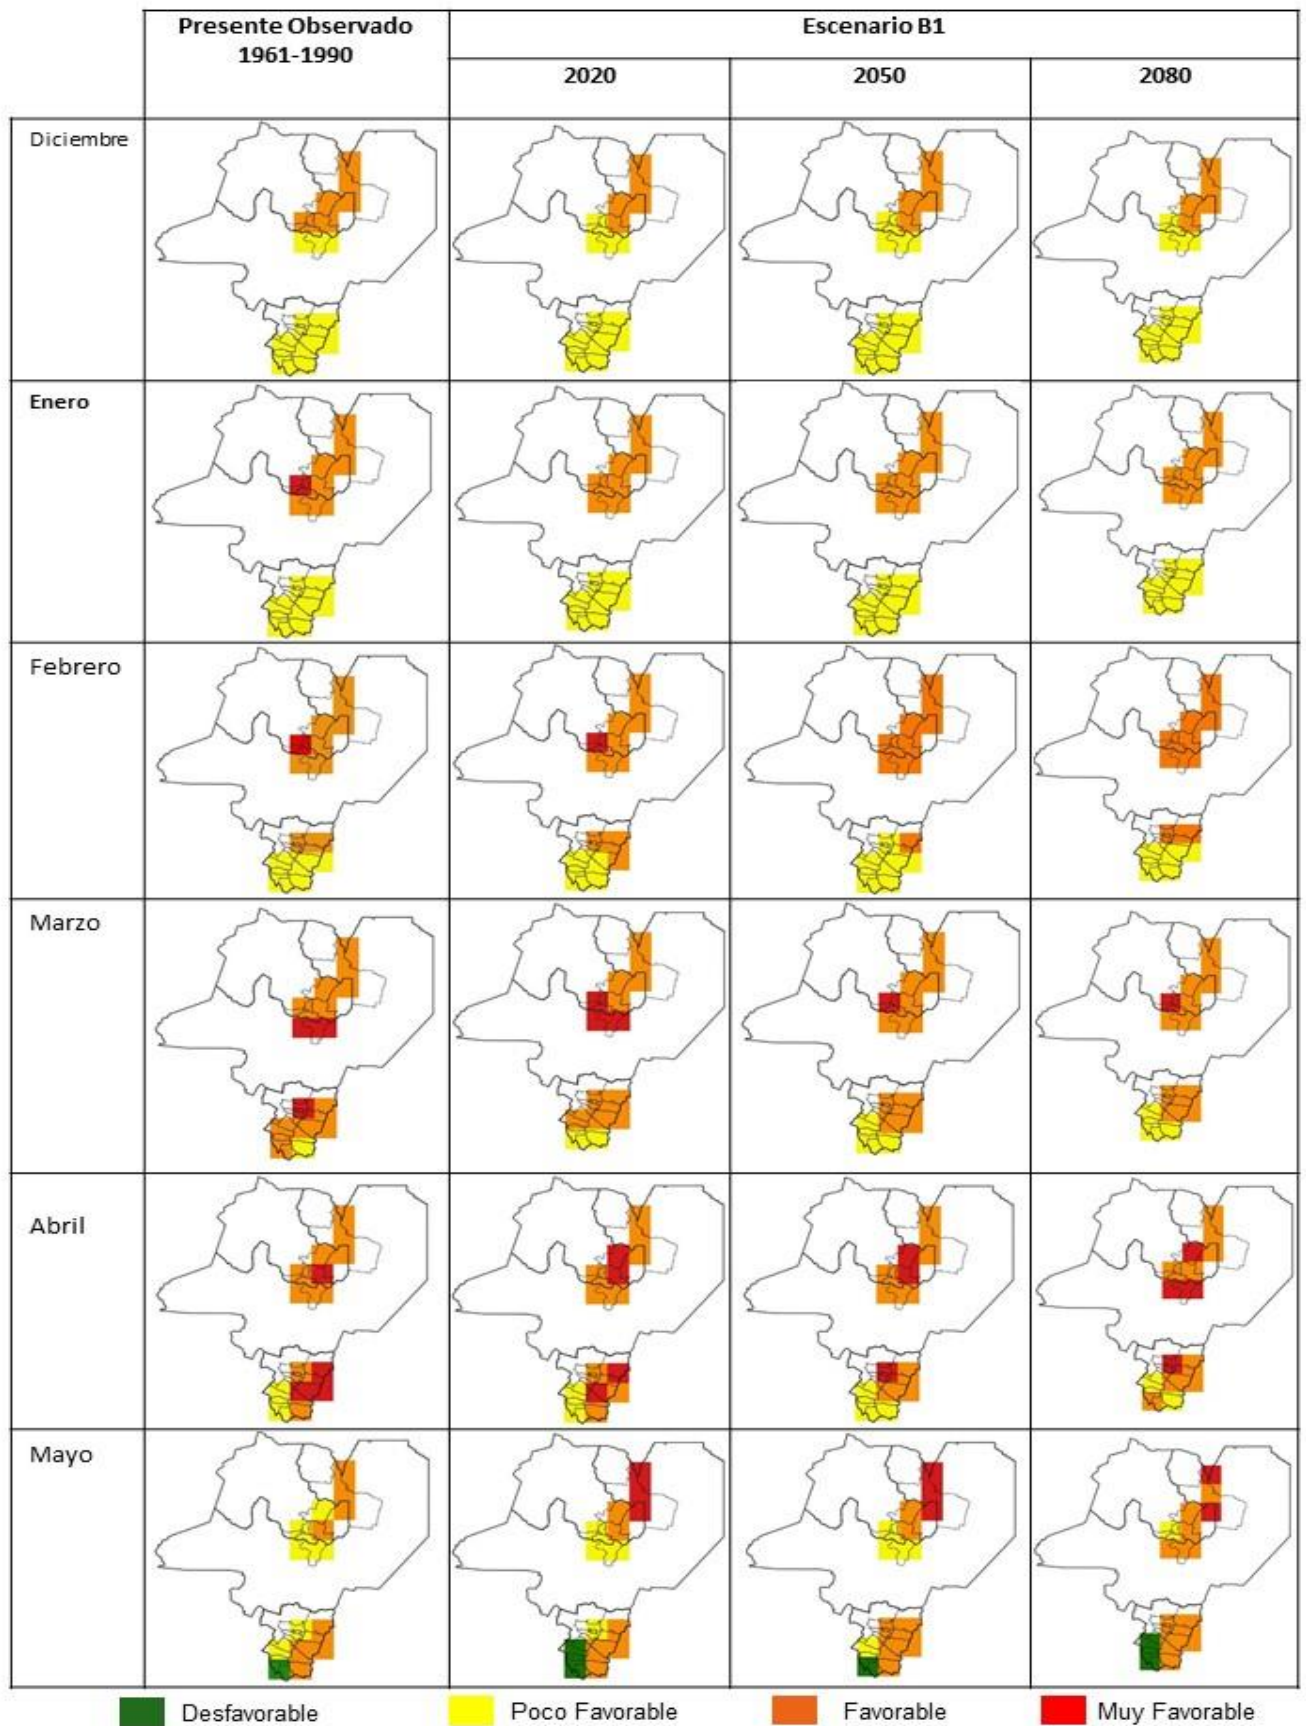 Presente Observado
1961-1990
Escenario B1
2020
2050
2080
Diciembre
Enero
Febrero
Marzo
Abril
Mayo
Desfavorable
Poco Favorable
Favorable
Muy Favorable